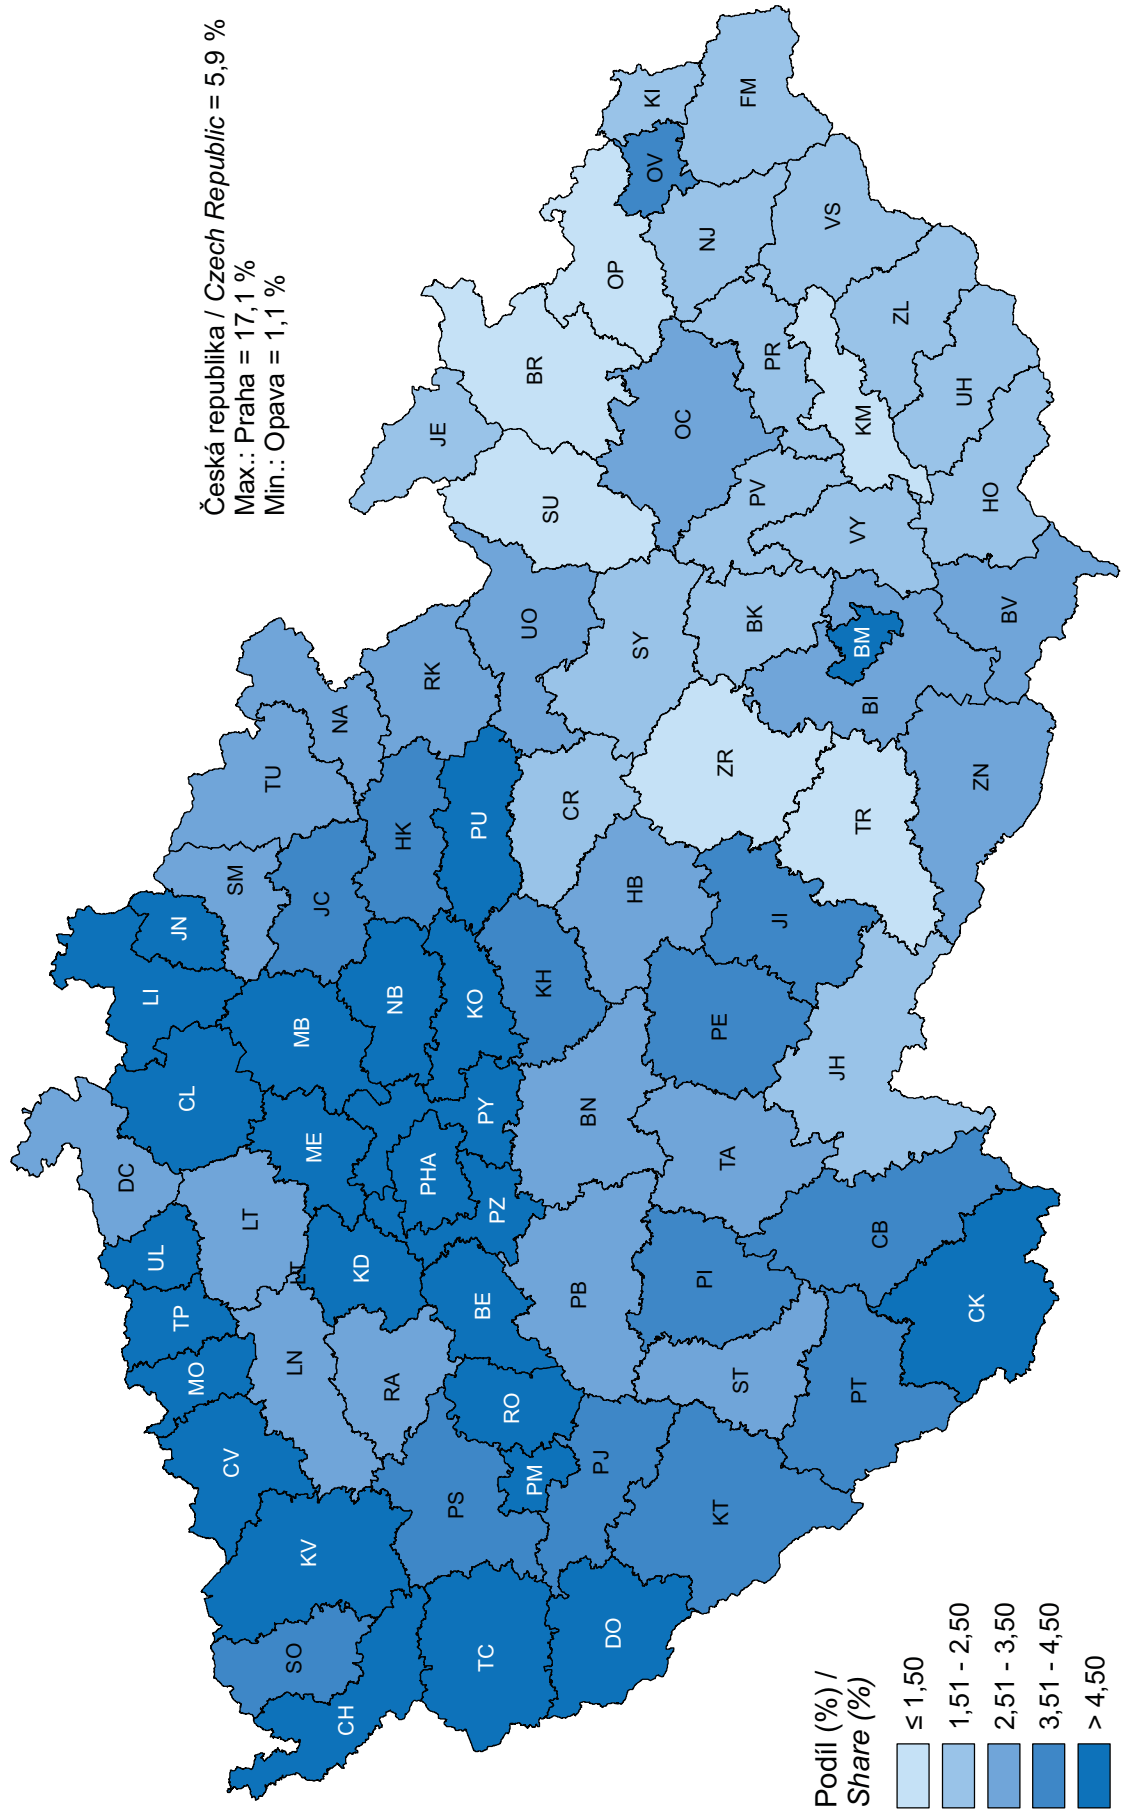 Česká republika / Czech Republic = 5,9 %
Max.: Praha = 17,1 %
Min.: Opava = 1,1 %
DC
LI
JN
UL
CL
TP
SM
MO
LT
MB
TU
CV
ME
JC
NA
LN
LT
KD
NB
HK
RK
JE
SO
KV
RA
PHA
KO
PU
CH
BE
PZ
PY
UO
SU
BR
PS
RO
KH
CR
OP
TC
PM
PB
BN
HB
SY
OC
OV
KI
DO
PJ
PI
TA
PE
ZR
BK
PV
PR
NJ
FM
KT
ST
JI
JH
TR
BM
BI
VY
KM
VS
PT
CB
ZL
CK
ZN
BV
HO
UH
Podíl (%) /
Share (%)
≤ 1,50
1,51 - 2,50
2,51 - 3,50
3,51 - 4,50
> 4,50